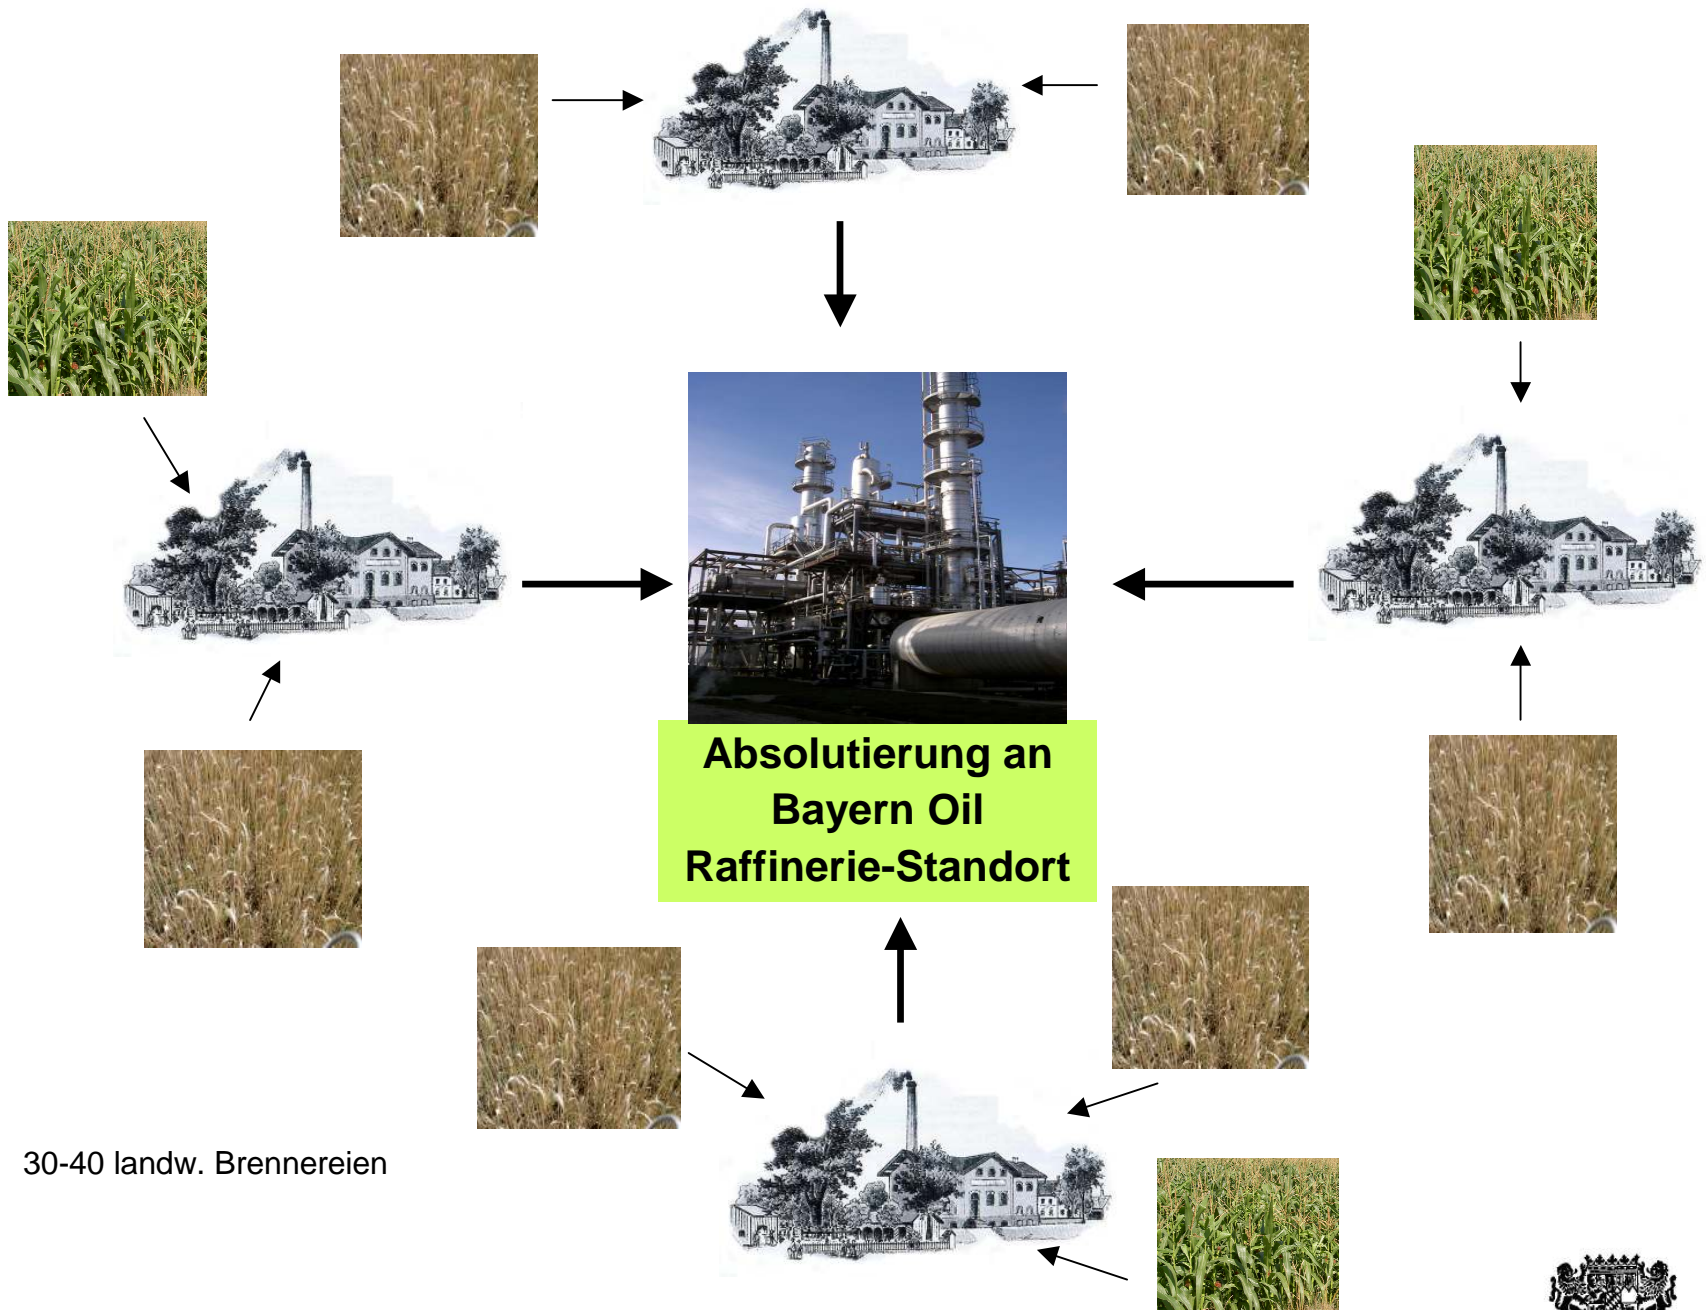 Absolutierung an
Bayern Oil
Raffinerie-Standort
30-40 landw. Brennereien